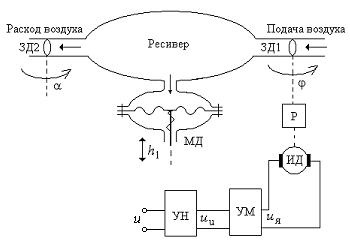 Расход воздуха
Подача воздуха
ЗД2
Ресивер
ЗД1
α
φ
МД
h₁
Р
ИД
u
УН
uᵤ
УМ
uя